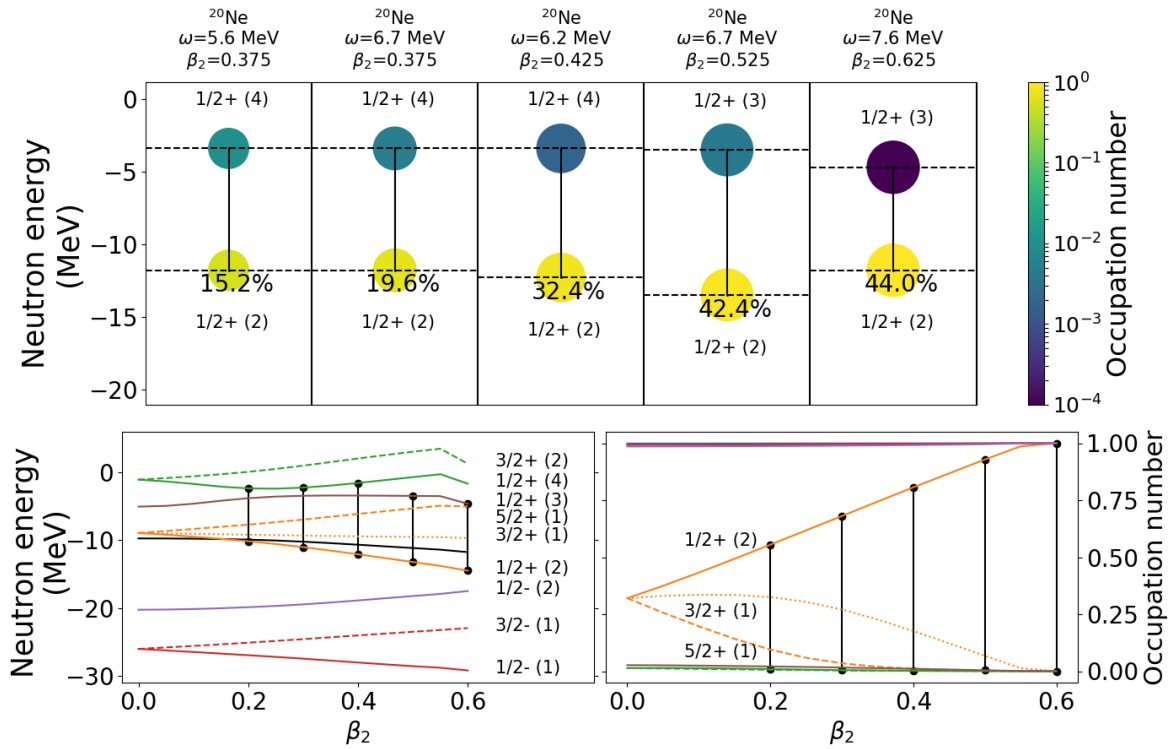 ²⁰Ne
ω=5.6 MeV
β₂=0.375
²⁰Ne
ω=6.7 MeV
β₂=0.375
²⁰Ne
ω=6.2 MeV
β₂=0.425
²⁰Ne
ω=6.7 MeV
β₂=0.525
²⁰Ne
ω=7.6 MeV
β₂=0.625
Neutron energy
(MeV)
0
−5
−10
−15
−20
1/2+ (4)
15.2%
1/2+ (2)
1/2+ (4)
19.6%
1/2+ (2)
1/2+ (4)
32.4%
1/2+ (2)
1/2+ (3)
42.4%
1/2+ (2)
1/2+ (3)
44.0%
1/2+ (2)
10⁰
10⁻¹
10⁻²
10⁻³
10⁻⁴
Occupation number
Neutron energy
(MeV)
0
−10
−20
−30
3/2+ (2)
1/2+ (4)
1/2+ (3)
5/2+ (1)
3/2+ (1)
1/2+ (2)
1/2- (2)
3/2- (1)
1/2- (1)
0.0
0.2
0.4
0.6
β₂
1/2+ (2)
3/2+ (1)
5/2+ (1)
0.0
0.2
0.4
0.6
β₂
1.00
0.75
0.50
0.25
0.00
Occupation number